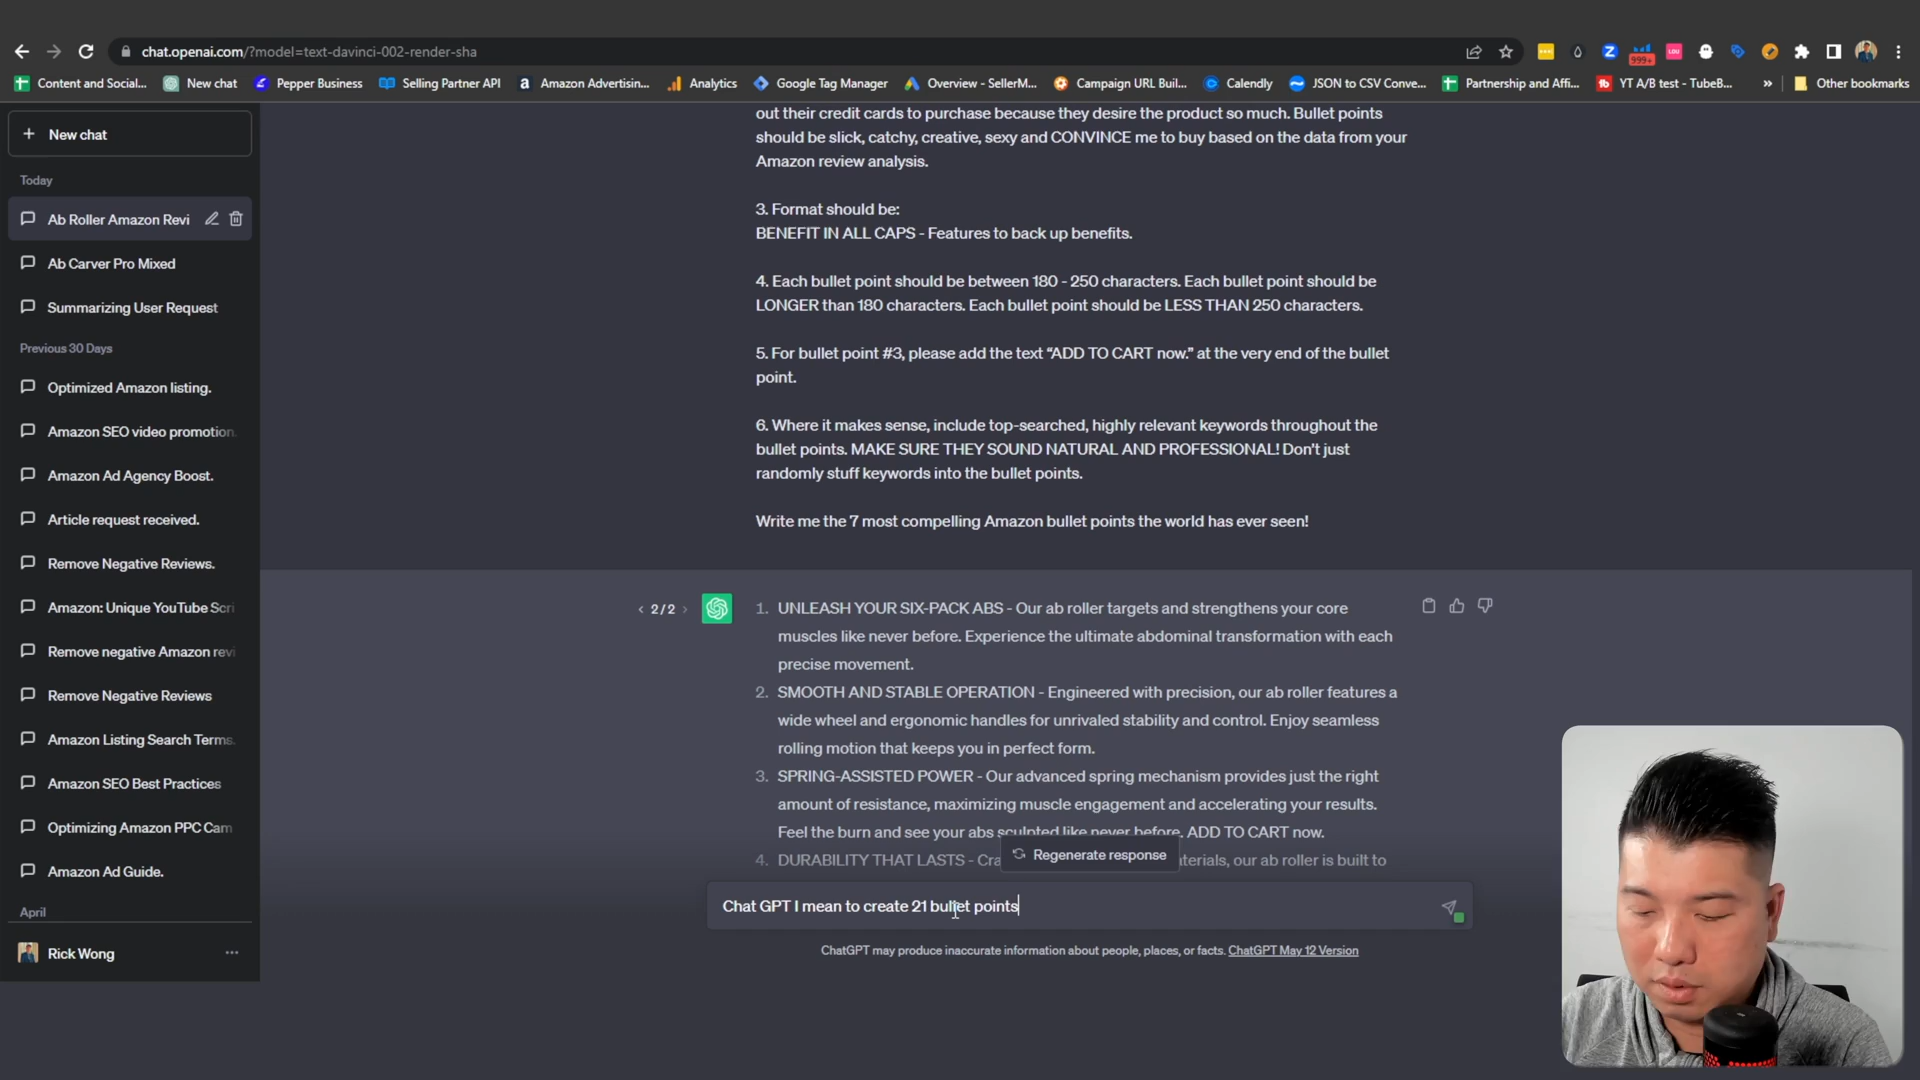 chat.openai.com/?model=text-davinci-002-render-sha
999+
LDU
Content and Social...
New chat
Pepper Business
Selling Partner API
Amazon Advertisin...
Analytics
Google Tag Manager
Overview - SellerM...
Campaign URL Buil...
Calendly
JSON to CSV Conve...
Partnership and Affi...
YT A/B test - TubeB...
»
Other bookmarks
+ New chat
Today
Ab Roller Amazon Revi
Ab Carver Pro Mixed
Summarizing User Request
Previous 30 Days
Optimized Amazon listing.
Amazon SEO video promotion.
Amazon Ad Agency Boost.
Article request received.
Remove Negative Reviews.
Amazon: Unique YouTube Scri
Remove negative Amazon revi
Remove Negative Reviews
Amazon Listing Search Terms.
Amazon SEO Best Practices
Optimizing Amazon PPC Cam
Amazon Ad Guide.
April
Rick Wong
...
out their credit cards to purchase because they desire the product so much. Bullet points
should be slick, catchy, creative, sexy and CONVINCE me to buy based on the data from your
Amazon review analysis.
3. Format should be:
BENEFIT IN ALL CAPS - Features to back up benefits.
4. Each bullet point should be between 180 - 250 characters. Each bullet point should be
LONGER than 180 characters. Each bullet point should be LESS THAN 250 characters.
5. For bullet point #3, please add the text “ADD TO CART now.” at the very end of the bullet
point.
6. Where it makes sense, include top-searched, highly relevant keywords throughout the
bullet points. MAKE SURE THEY SOUND NATURAL AND PROFESSIONAL! Don’t just
randomly stuff keywords into the bullet points.
Write me the 7 most compelling Amazon bullet points the world has ever seen!
< 2/2 >
1. UNLEASH YOUR SIX-PACK ABS - Our ab roller targets and strengthens your core
muscles like never before. Experience the ultimate abdominal transformation with each
precise movement.
2. SMOOTH AND STABLE OPERATION - Engineered with precision, our ab roller features a
wide wheel and ergonomic handles for unrivaled stability and control. Enjoy seamless
rolling motion that keeps you in perfect form.
3. SPRING-ASSISTED POWER - Our advanced spring mechanism provides just the right
amount of resistance, maximizing muscle engagement and accelerating your results.
Feel the burn and see your abs sculpted like never before. ADD TO CART now.
4. DURABILITY THAT LASTS - Cra
terials, our ab roller is built to
Regenerate response
Chat GPT I mean to create 21 bullet points
ChatGPT may produce inaccurate information about people, places, or facts. ChatGPT May 12 Version